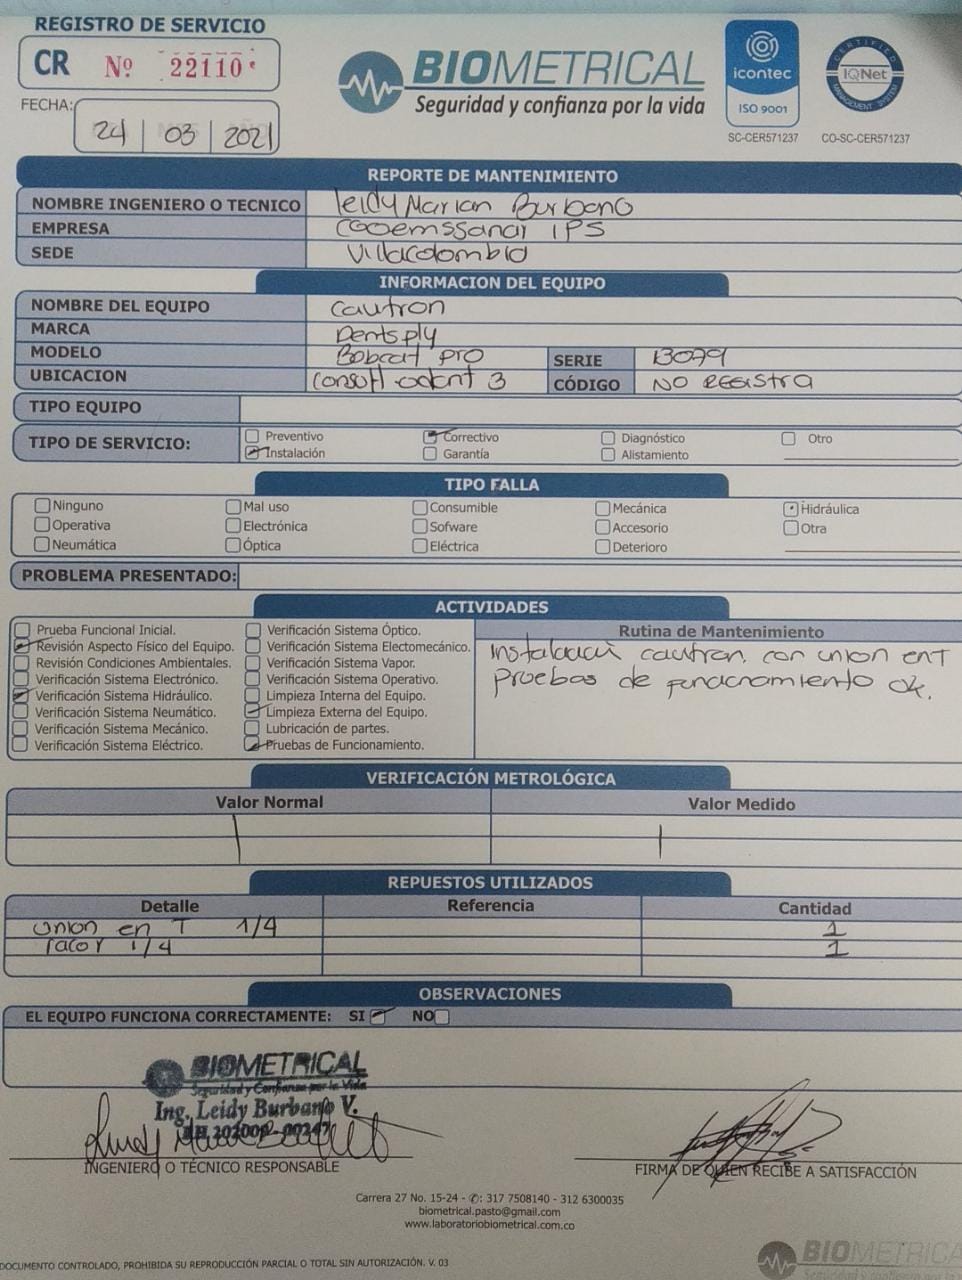 REGISTRO DE SERVICIO
CR Nº 22110
BIOMETRICAL
Seguridad y confianza por la vida
icontec
ISO 9001
SC-CER571237
CERTIFIED
IQNet
MANAGEMENT SYSTEM
CO-SC-CER571237
FECHA:
24 | 03 | 2021
REPORTE DE MANTENIMIENTO
NOMBRE INGENIERO O TECNICO Leidy Marian Burbano
EMPRESA Cooemssanar IPS
SEDE Villacolombia
INFORMACION DEL EQUIPO
NOMBRE DEL EQUIPO cautron
MARCA Dentsply
MODELO Bobcat pro SERIE 13079
UBICACION Consult odont 3 CÓDIGO NO REGISTRA
TIPO EQUIPO
TIPO DE SERVICIO: Preventivo Correctivo Diagnóstico Otro
Instalación Garantía Alistamiento
TIPO FALLA
Ninguno Mal uso Consumible Mecánica Hidráulica
Operativa Electrónica Sofware Accesorio Otra
Neumática Óptica Eléctrica Deterioro
PROBLEMA PRESENTADO:
ACTIVIDADES
Prueba Funcional Inicial. Verificación Sistema Óptico.
Revisión Aspecto Físico del Equipo. Verificación Sistema Electomecánico.
Revisión Condiciones Ambientales. Verificación Sistema Vapor.
Verificación Sistema Electrónico. Verificación Sistema Operativo.
Verificación Sistema Hidráulico. Limpieza Interna del Equipo.
Verificación Sistema Neumático. Limpieza Externa del Equipo.
Verificación Sistema Mecánico. Lubricación de partes.
Verificación Sistema Eléctrico. Pruebas de Funcionamiento.
Rutina de Mantenimiento
Instalación cautron. con union en T
Pruebas de funcionamiento ok.
VERIFICACIÓN METROLÓGICA
Valor Normal Valor Medido
REPUESTOS UTILIZADOS
Detalle Referencia Cantidad
union en T 1/4 1
racor 1/4 1
OBSERVACIONES
EL EQUIPO FUNCIONA CORRECTAMENTE: SI NO
BIOMETRICAL
Seguridad y Confianza por la Vida
Ing. Leidy Burbano V.
INGENIERO O TÉCNICO RESPONSABLE
FIRMA DE QUIEN RECIBE A SATISFACCIÓN
Carrera 27 No. 15-24 - ✆: 317 7508140 - 312 6300035
biometrical.pasto@gmail.com
www.laboratoriobiometrical.com.co
DOCUMENTO CONTROLADO, PROHIBIDA SU REPRODUCCIÓN PARCIAL O TOTAL SIN AUTORIZACIÓN. V. 03
BIOMETRICA